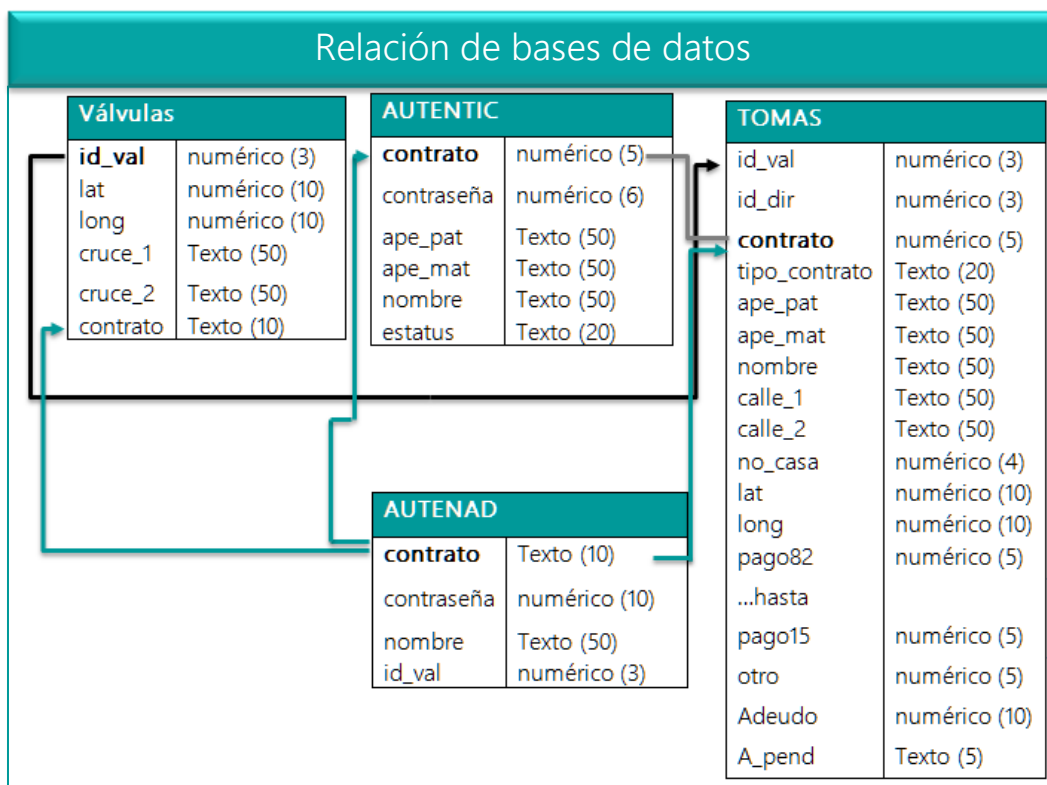 Relación de bases de datos
Válvulas
id_val numérico (3)
lat numérico (10)
long numérico (10)
cruce_1 Texto (50)
cruce_2 Texto (50)
contrato Texto (10)
AUTENTIC
contrato numérico (5)
contraseña numérico (6)
ape_pat Texto (50)
ape_mat Texto (50)
nombre Texto (50)
estatus Texto (20)
TOMAS
id_val numérico (3)
id_dir numérico (3)
contrato numérico (5)
tipo_contrato Texto (20)
ape_pat Texto (50)
ape_mat Texto (50)
nombre Texto (50)
calle_1 Texto (50)
calle_2 Texto (50)
no_casa numérico (4)
lat numérico (10)
long numérico (10)
pago82 numérico (5)
...hasta
pago15 numérico (5)
otro numérico (5)
Adeudo numérico (10)
A_pend Texto (5)
AUTENAD
contrato Texto (10)
contraseña numérico (10)
nombre Texto (50)
id_val numérico (3)